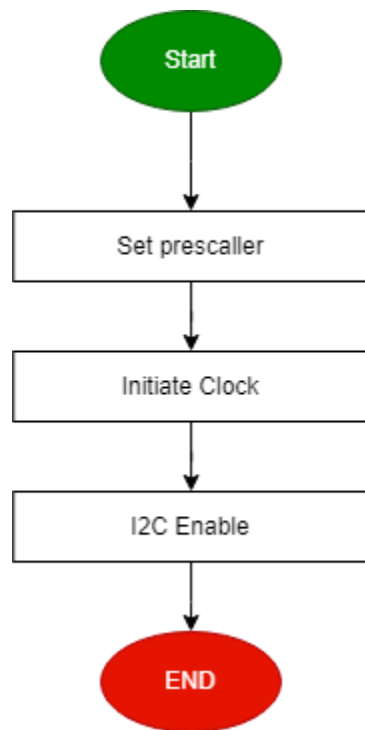 Start
Set prescaller
Initiate Clock
I2C Enable
END